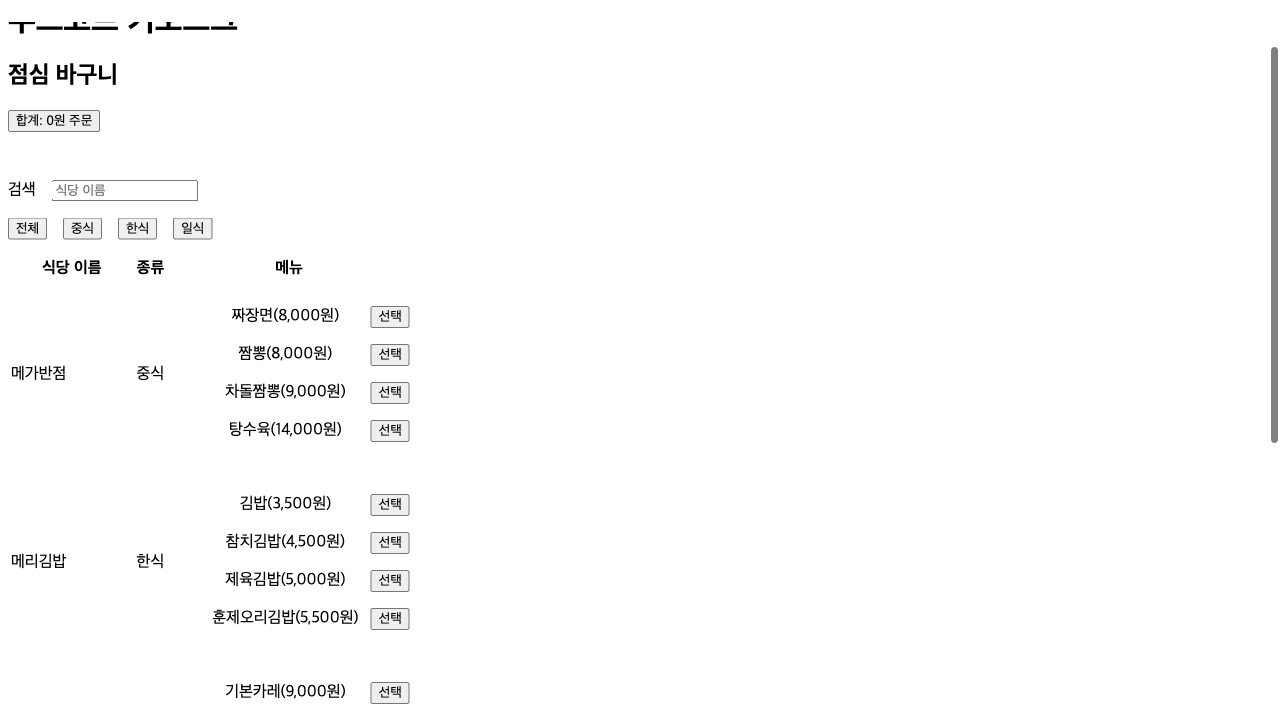 점심 바구니
합계: 0원 주문
검색 식당 이름
전체 중식 한식 일식
식당 이름 종류 메뉴
짜장면(8,000원) 선택
짬뽕(8,000원) 선택
메가반점 중식
차돌짬뽕(9,000원) 선택
탕수육(14,000원) 선택
김밥(3,500원) 선택
참치김밥(4,500원) 선택
메리김밥 한식
제육김밥(5,000원) 선택
훈제오리김밥(5,500원) 선택
기본카레(9,000원) 선택